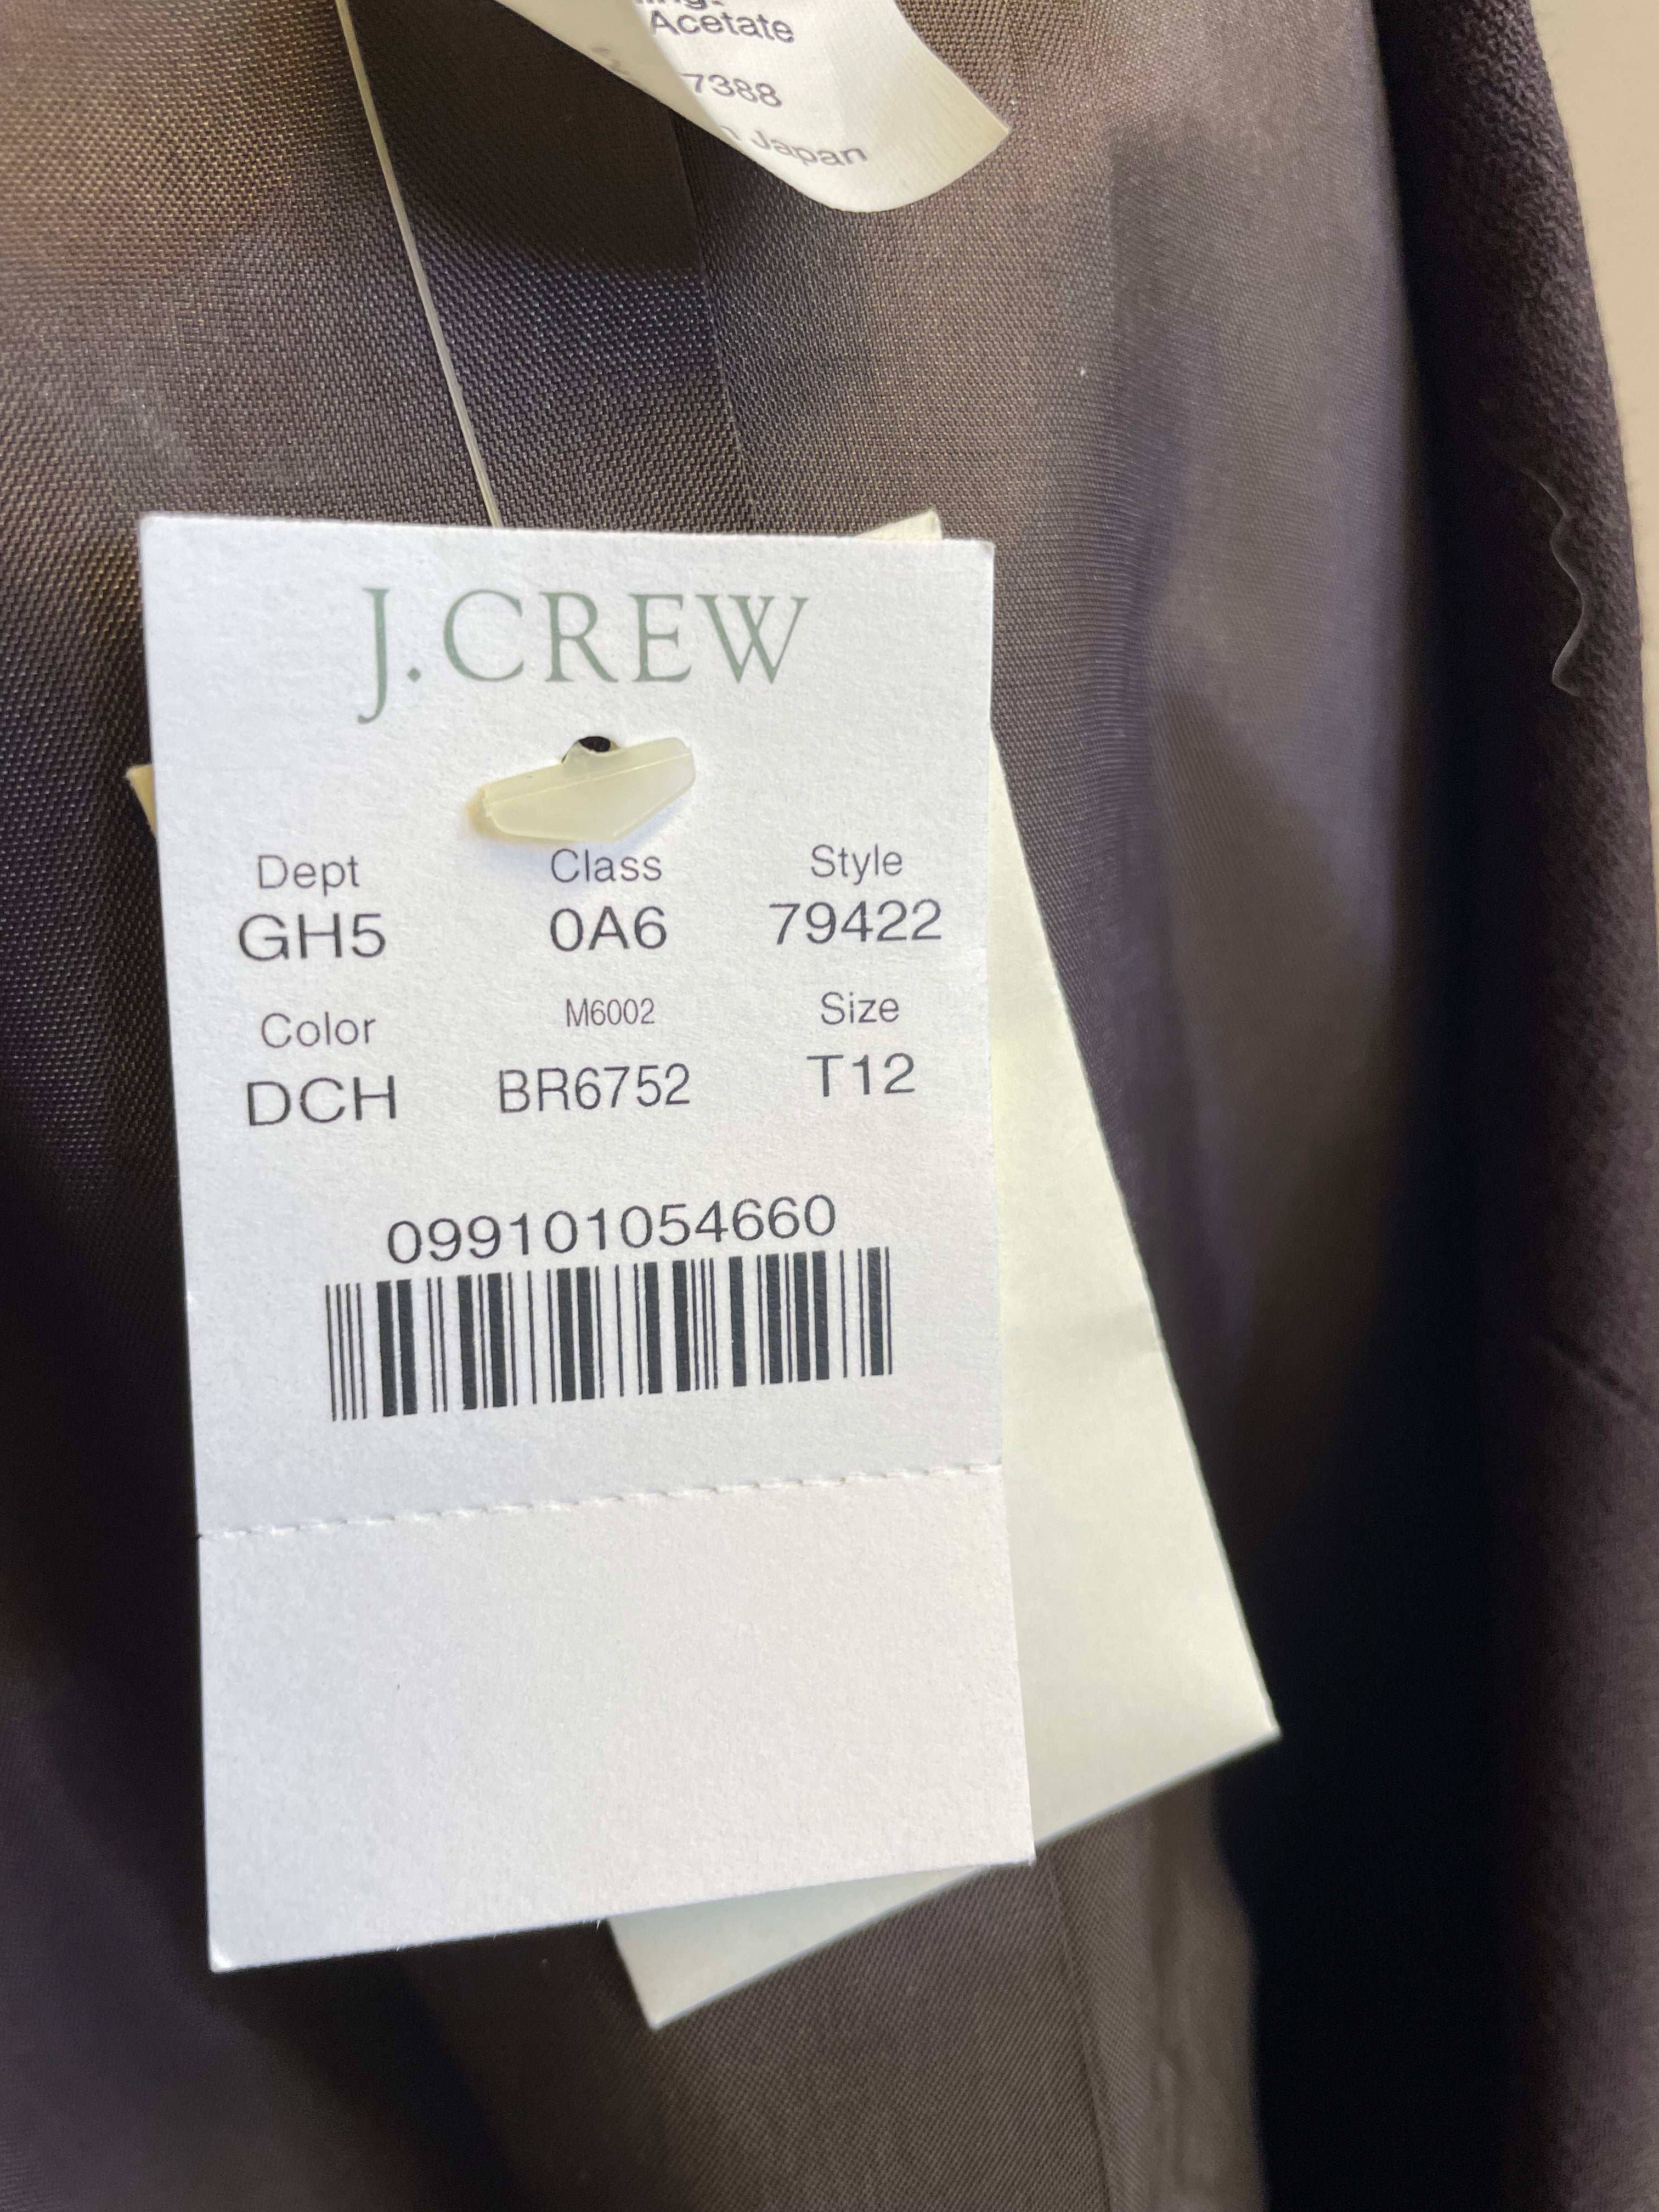 Acetate
7388
Japan
J.CREW
Dept Class Style
GH5 0A6 79422
Color M6002 Size
DCH BR6752 T12
099101054660